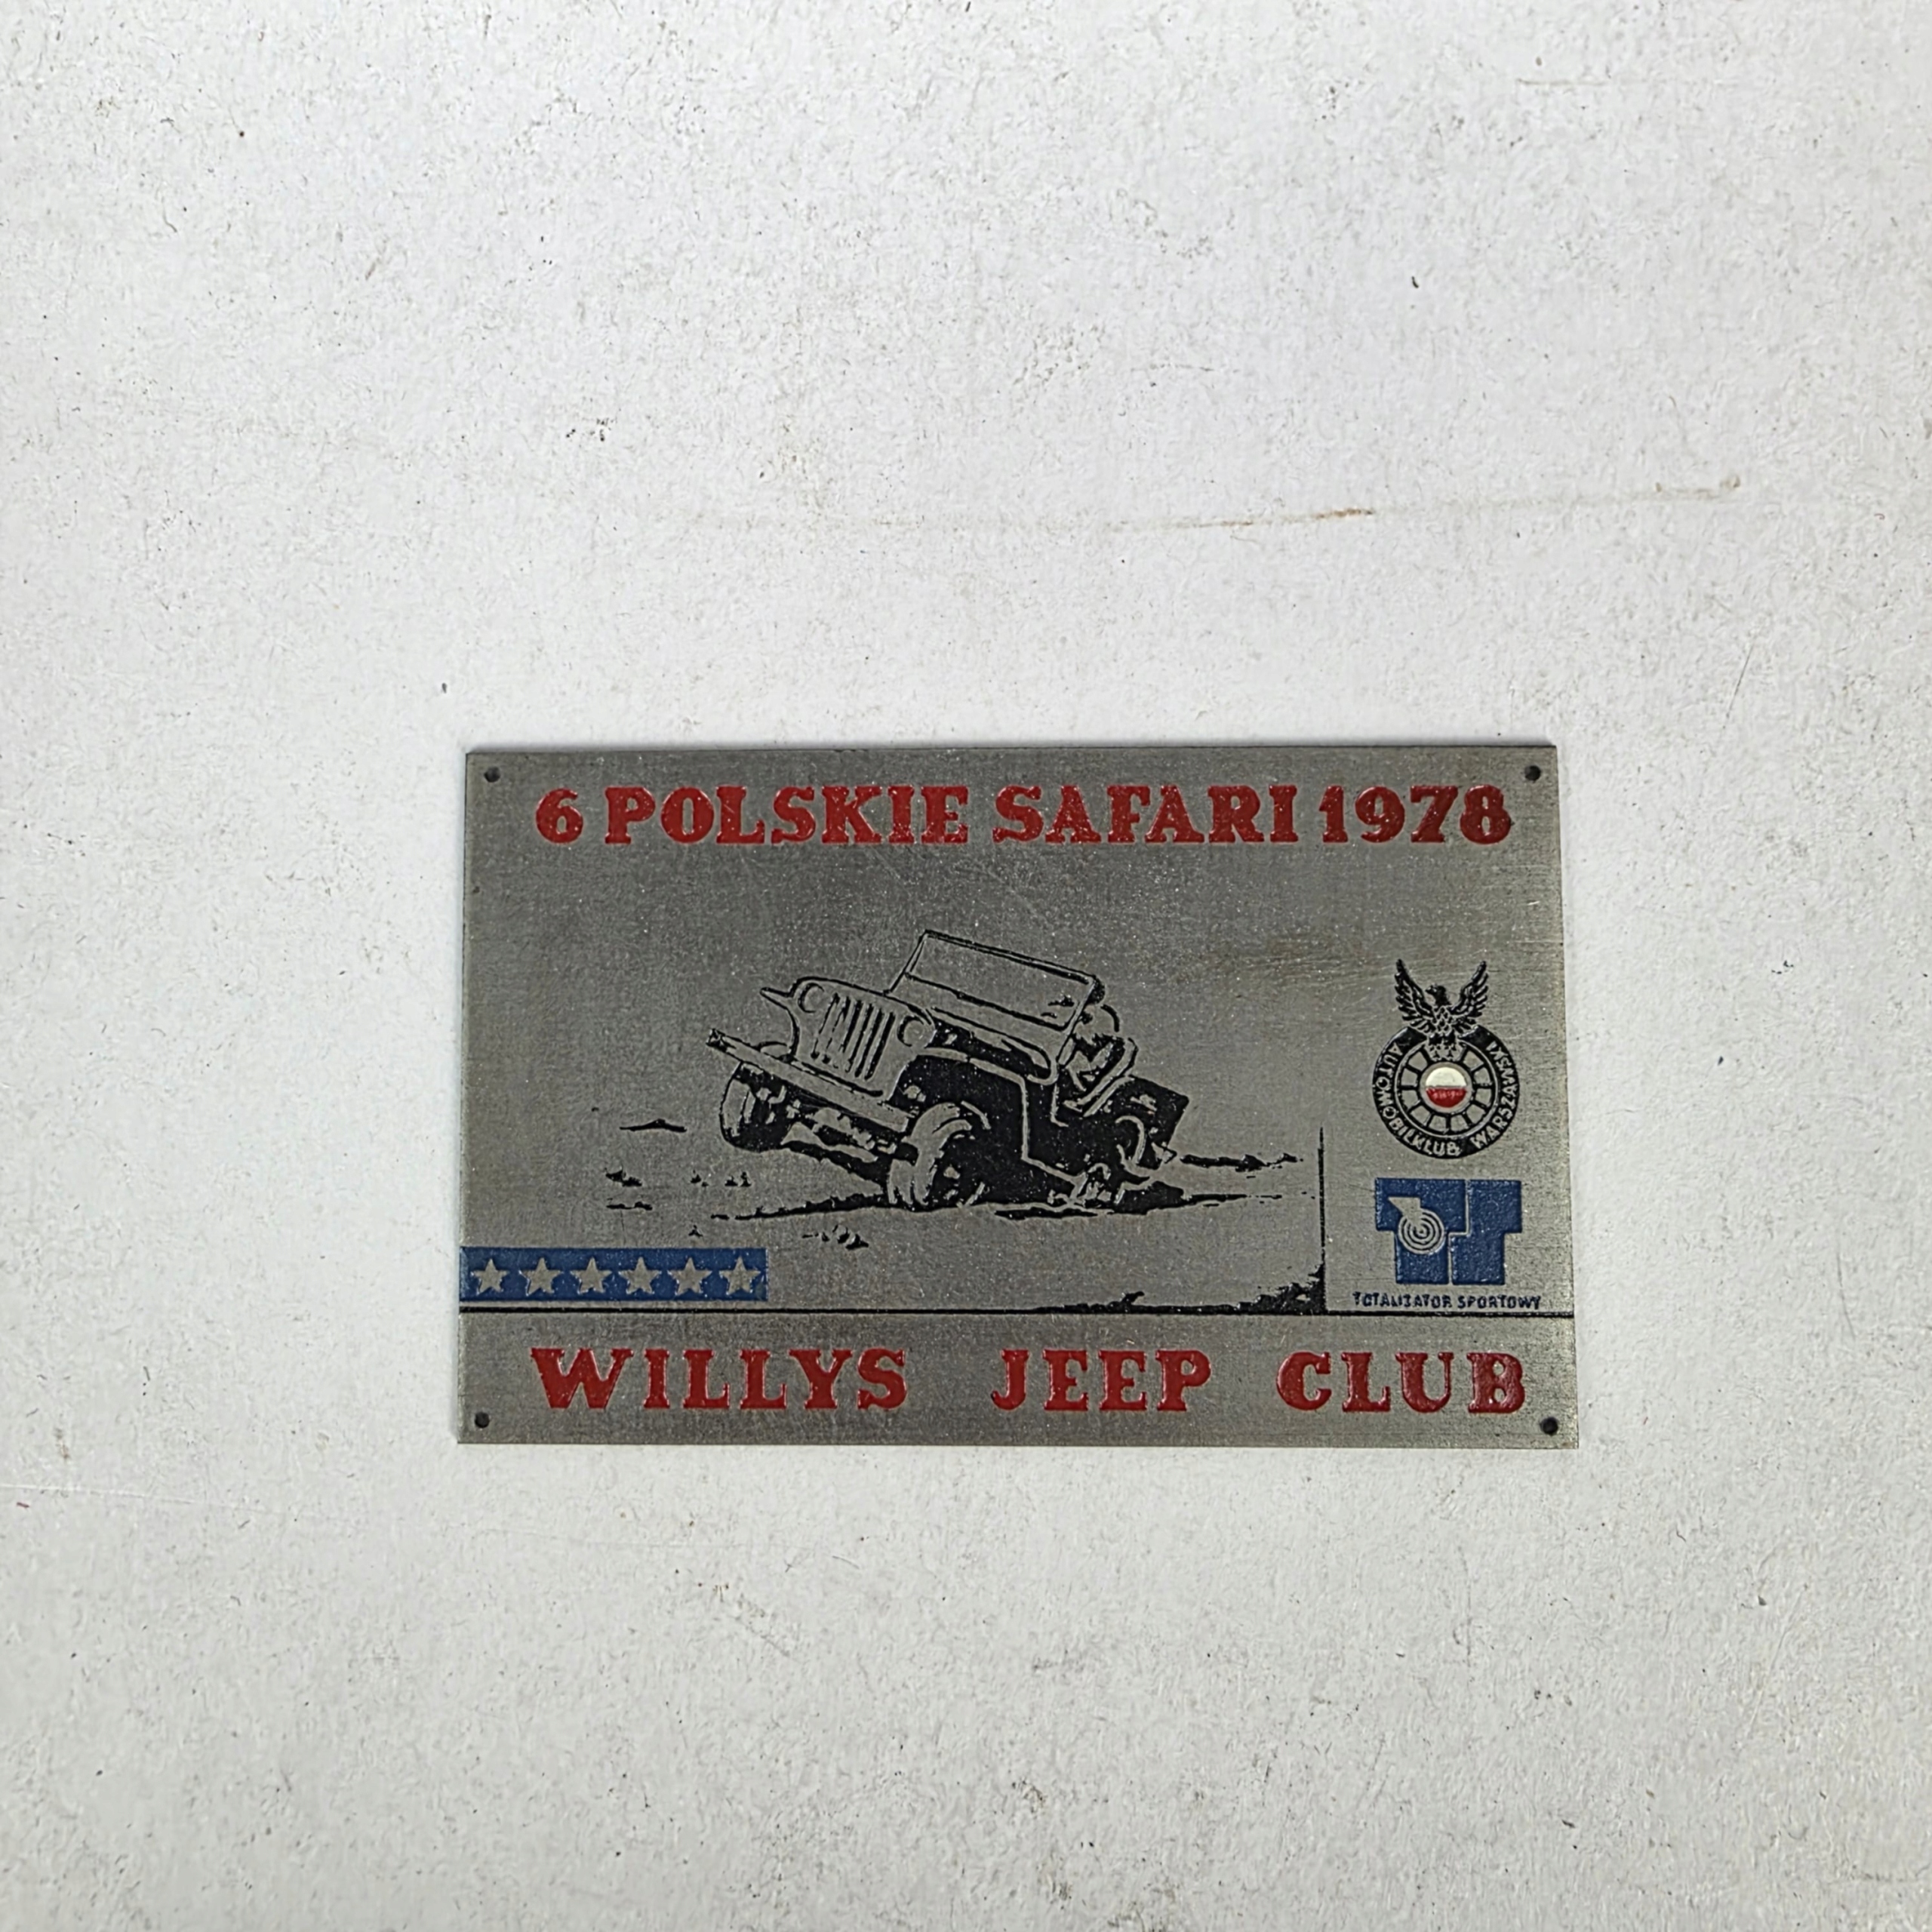 6 POLSKIE SAFARI 1978
AUTOMOBILKLUB WARSZAWSKI
TOTALIZATOR SPORTOWY
WILLYS JEEP CLUB